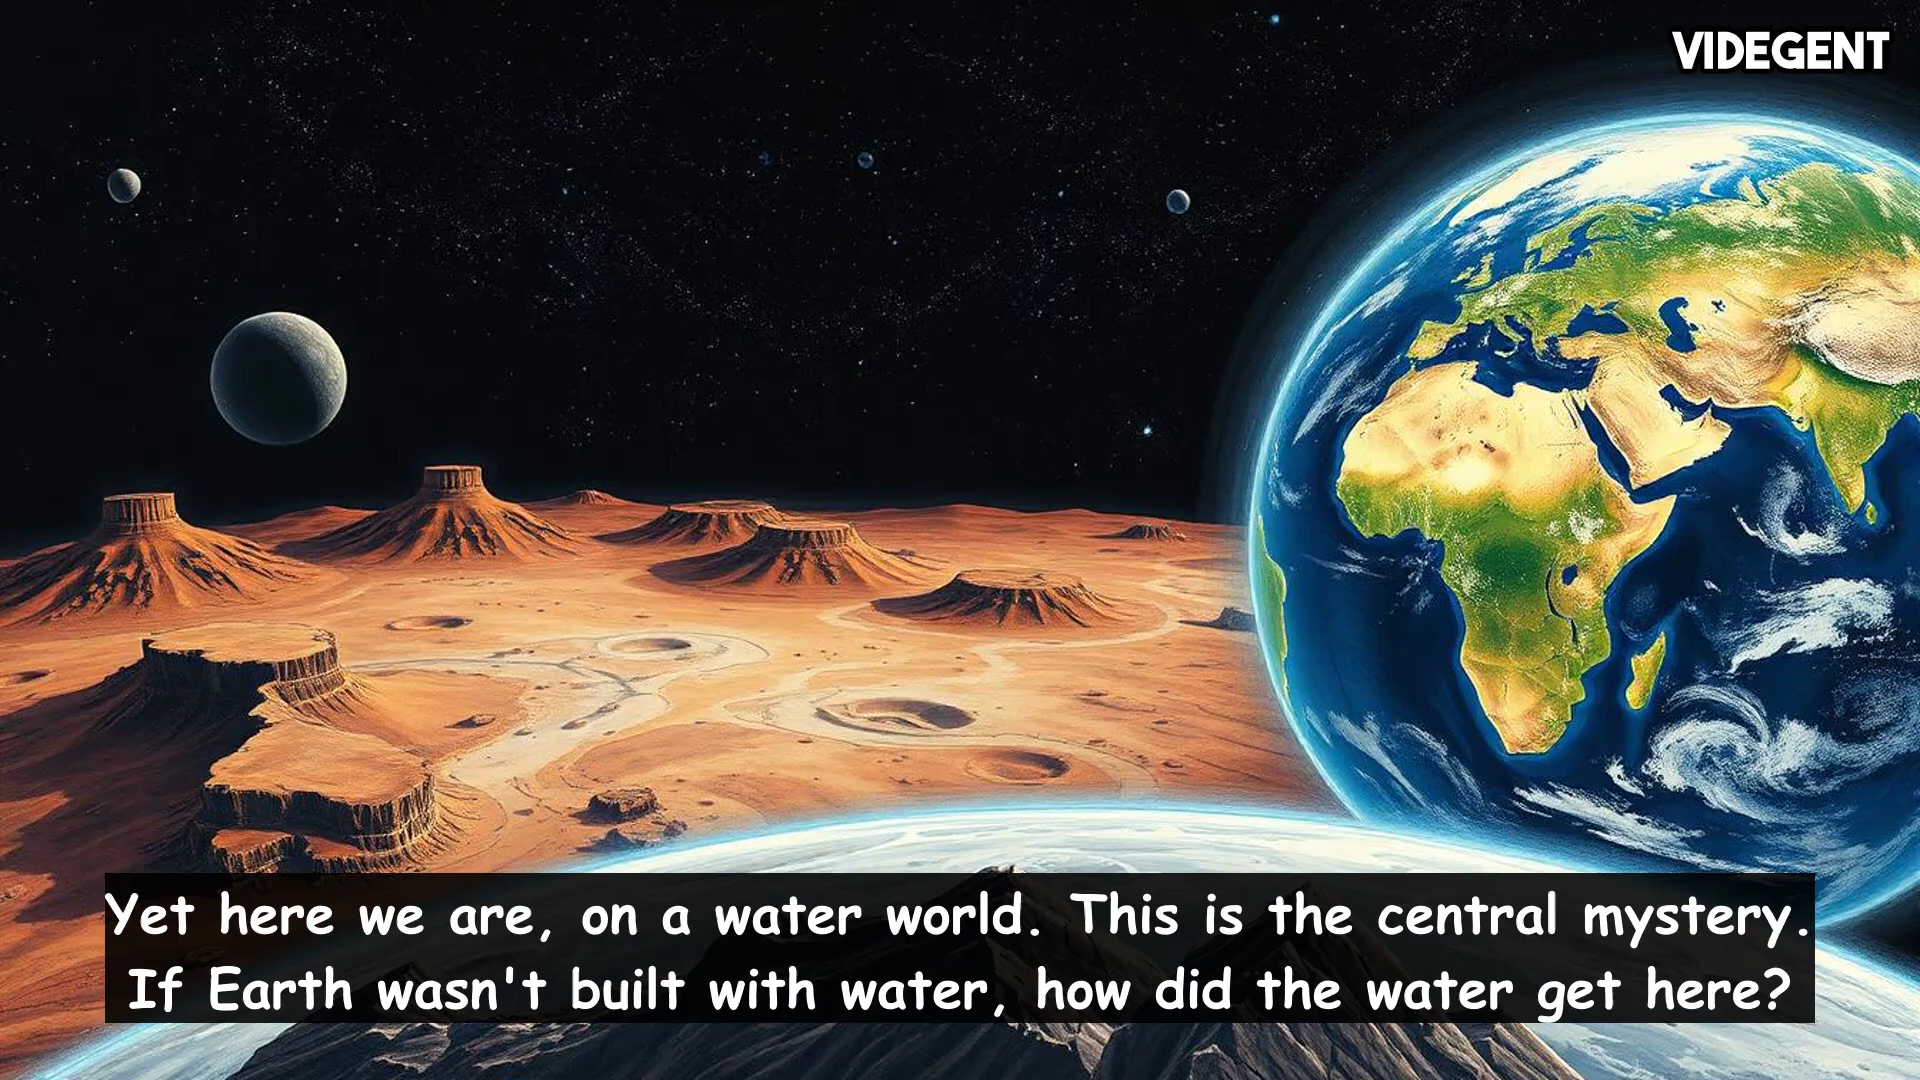 VIDEGENT
Yet here we are, on a water world. This is the central mystery.
If Earth wasn't built with water, how did the water get here?